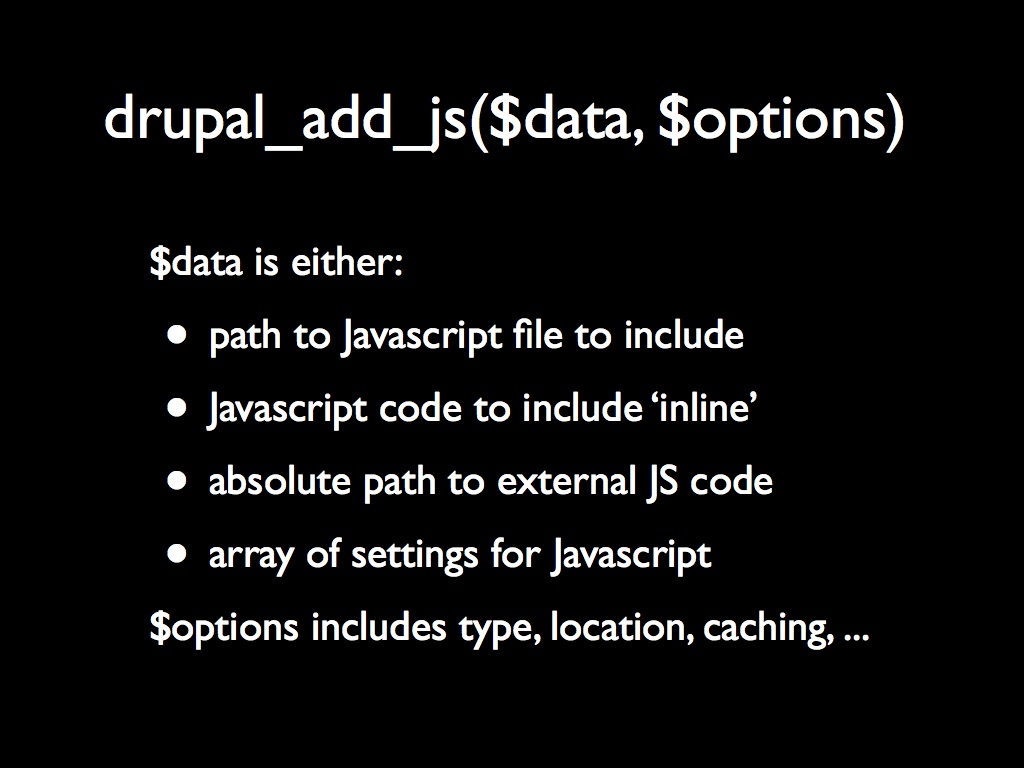 drupal_add_js($data, $options)
$data is either:
• path to Javascript file to include
• Javascript code to include ‘inline’
• absolute path to external JS code
• array of settings for Javascript
$options includes type, location, caching, ...